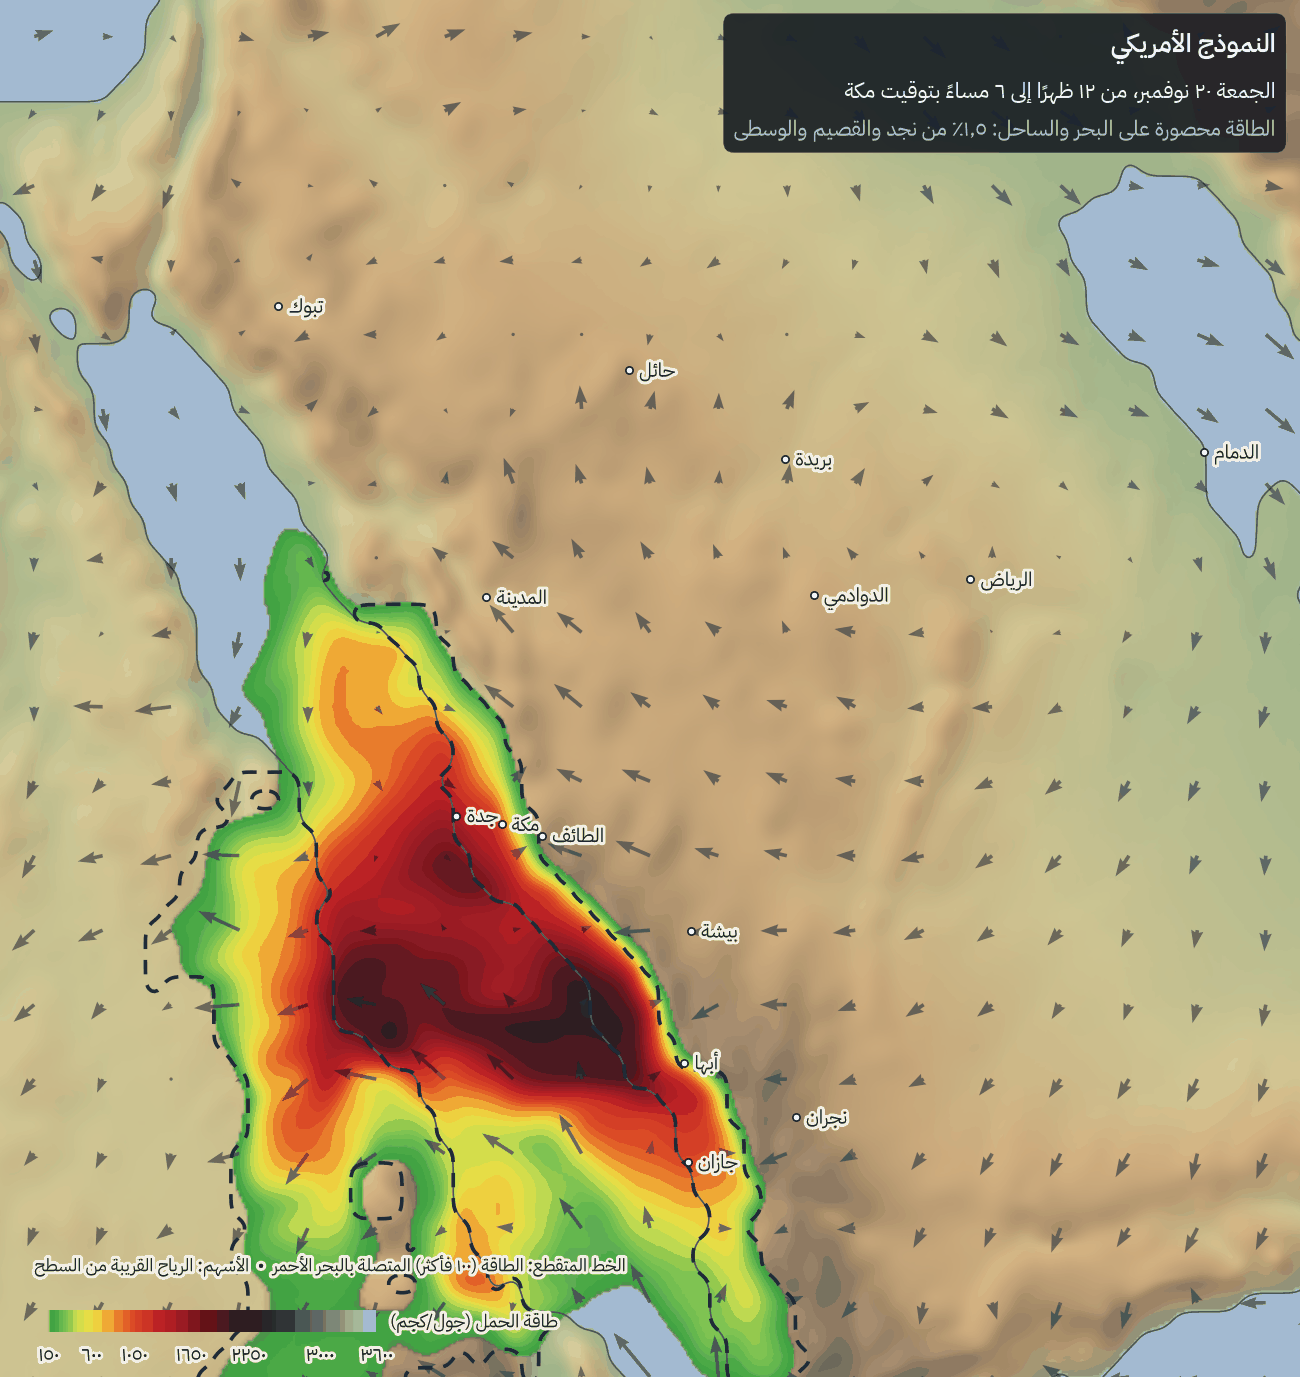 النموذج الأمريكي
الجمعة ٢٠ نوفمبر، من ١٢ ظهرًا إلى ٦ مساءً بتوقيت مكة
الطاقة محصورة على البحر والساحل: ١,٥٪ من نجد والقصيم والوسطى
تبوك
حائل
بريدة
الدمام
الرياض
الدوادمي
المدينة
جدة
مكة
الطائف
بيشة
أبها
نجران
جازان
الخط المتقطع: الطاقة (١٠٠ فأكثر) المتصلة بالبحر الأحمر • الأسهم: الرياح القريبة من السطح
طاقة الحمل (جول/كجم)
١٥٠ ٦٠٠ ١٠٥٠ ١٦٥٠ ٢٢٥٠ ٣٠٠٠ ٣٦٠٠